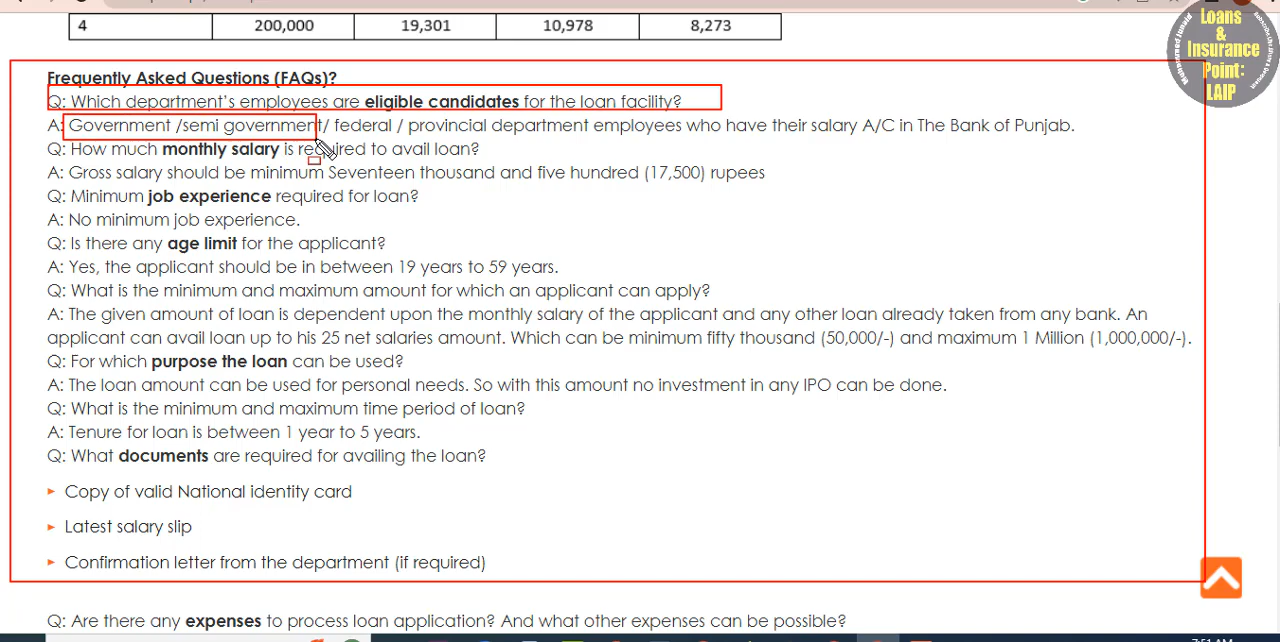 4 200,000 19,301 10,978 8,273
Loans
&
Insurance
Point:
LAIP
Frequently Asked Questions (FAQs)?
Q: Which department's employees are eligible candidates for the loan facility?
A: Government /semi government/ federal / provincial department employees who have their salary A/C in The Bank of Punjab.
Q: How much monthly salary is required to avail loan?
A: Gross salary should be minimum Seventeen thousand and five hundred (17,500) rupees
Q: Minimum job experience required for loan?
A: No minimum job experience.
Q: Is there any age limit for the applicant?
A: Yes, the applicant should be in between 19 years to 59 years.
Q: What is the minimum and maximum amount for which an applicant can apply?
A: The given amount of loan is dependent upon the monthly salary of the applicant and any other loan already taken from any bank. An
applicant can avail loan up to his 25 net salaries amount. Which can be minimum fifty thousand (50,000/-) and maximum 1 Million (1,000,000/-).
Q: For which purpose the loan can be used?
A: The loan amount can be used for personal needs. So with this amount no investment in any IPO can be done.
Q: What is the minimum and maximum time period of loan?
A: Tenure for loan is between 1 year to 5 years.
Q: What documents are required for availing the loan?
Copy of valid National identity card
Latest salary slip
Confirmation letter from the department (if required)
Q: Are there any expenses to process loan application? And what other expenses can be possible?